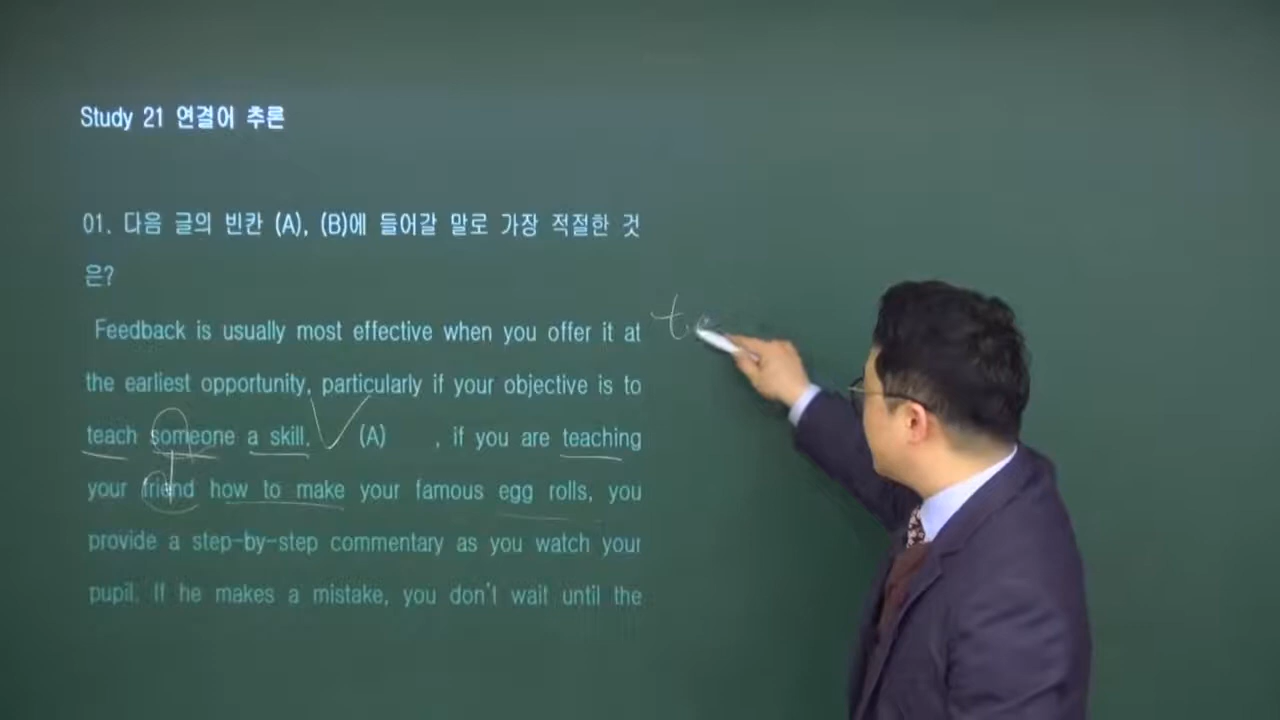 Study 21 연결어 추론
01. 다음 글의 빈칸 (A), (B)에 들어갈 말로 가장 적절한 것
은?
Feedback is usually most effective when you offer it at
the earliest opportunity, particularly if your objective is to
teach someone a skill. (A) , if you are teaching
your friend how to make your famous egg rolls, you
provide a step-by-step commentary as you watch your
pupil. If he makes a mistake, you don't wait until the